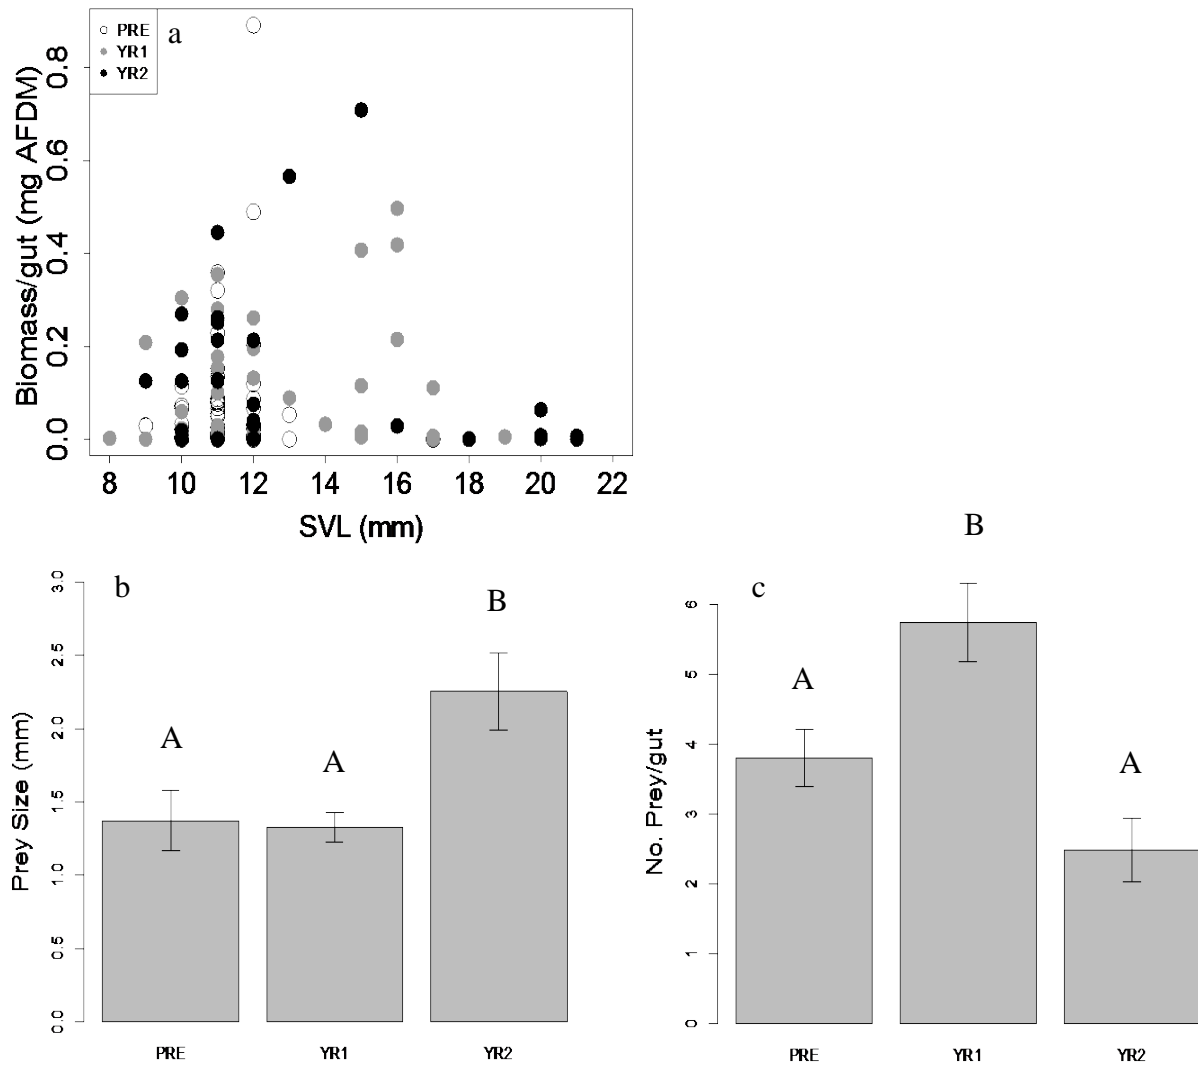 PRE
YR1
YR2
a
Biomass/gut (mg AFDM)
0.8
0.6
0.4
0.2
0.0
8 10 12 14 16 18 20 22
SVL (mm)
b
Prey Size (mm)
3.0
2.5
2.0
1.5
1.0
0.5
0.0
A
A
B
PRE YR1 YR2
c
No. Prey/gut
6
5
4
3
2
1
0
A
B
A
PRE YR1 YR2